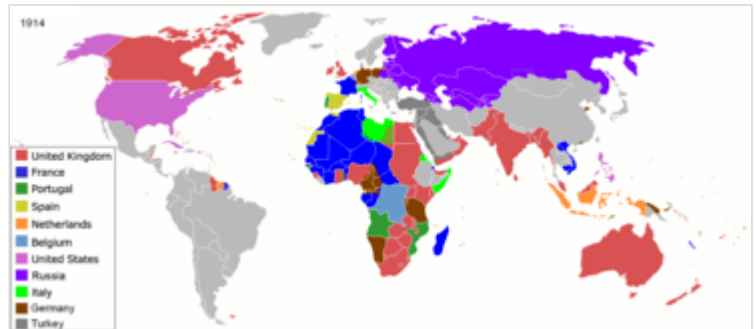 1914
United Kingdom
France
Portugal
Spain
Netherlands
Belgium
United States
Russia
Italy
Germany
Turkey